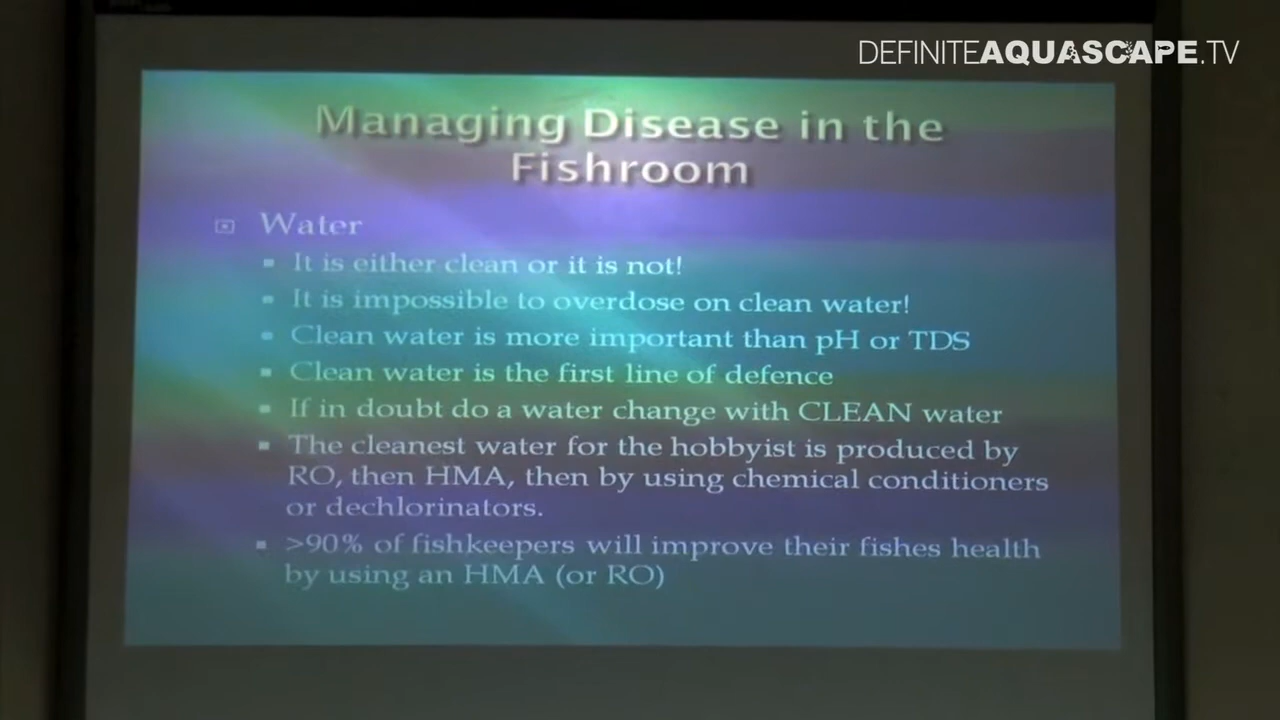 DEFINITEAQUASCAPE.TV
Managing Disease in the
Fishroom
Water
It is either clean or it is not!
It is impossible to overdose on clean water!
Clean water is more important than pH or TDS
Clean water is the first line of defence
If in doubt do a water change with CLEAN water
The cleanest water for the hobbyist is produced by
RO, then HMA, then by using chemical conditioners
or dechlorinators.
>90% of fishkeepers will improve their fishes health
by using an HMA (or RO)